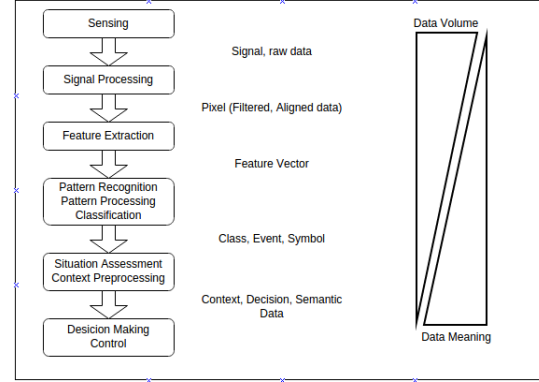 Sensing
Signal, raw data
Signal Processing
Pixel (Filtered, Aligned data)
Feature Extraction
Feature Vector
Pattern Recognition
Pattern Processing
Classification
Class, Event, Symbol
Situation Assessment
Context Preprocessing
Context, Decision, Semantic
Data
Desicion Making
Control
Data Volume
Data Meaning